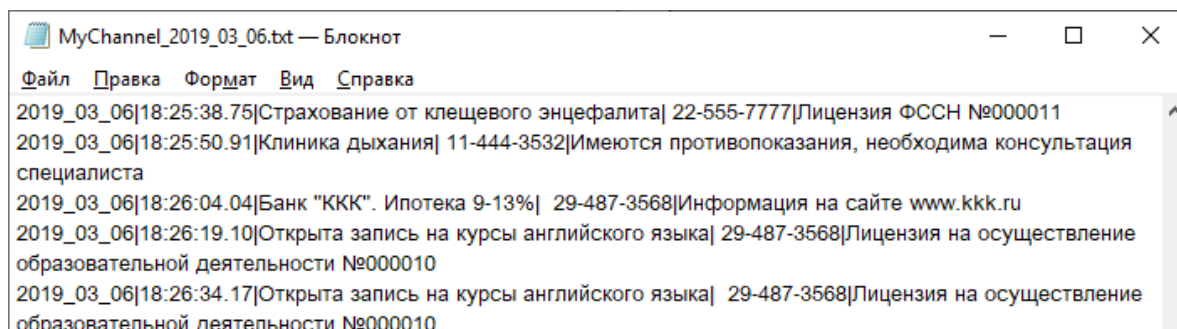 MyChannel_2019_03_06.txt — Блокнот
Файл Правка Формат Вид Справка
2019_03_06|18:25:38.75|Страхование от клещевого энцефалита| 22-555-7777|Лицензия ФССН №000011
2019_03_06|18:25:50.91|Клиника дыхания| 11-444-3532|Имеются противопоказания, необходима консультация
специалиста
2019_03_06|18:26:04.04|Банк "ККК". Ипотека 9-13%|  29-487-3568|Информация на сайте www.kkk.ru
2019_03_06|18:26:19.10|Открыта запись на курсы английского языка| 29-487-3568|Лицензия на осуществление
образовательной деятельности №000010
2019_03_06|18:26:34.17|Открыта запись на курсы английского языка|  29-487-3568|Лицензия на осуществление
образовательной деятельности №000010